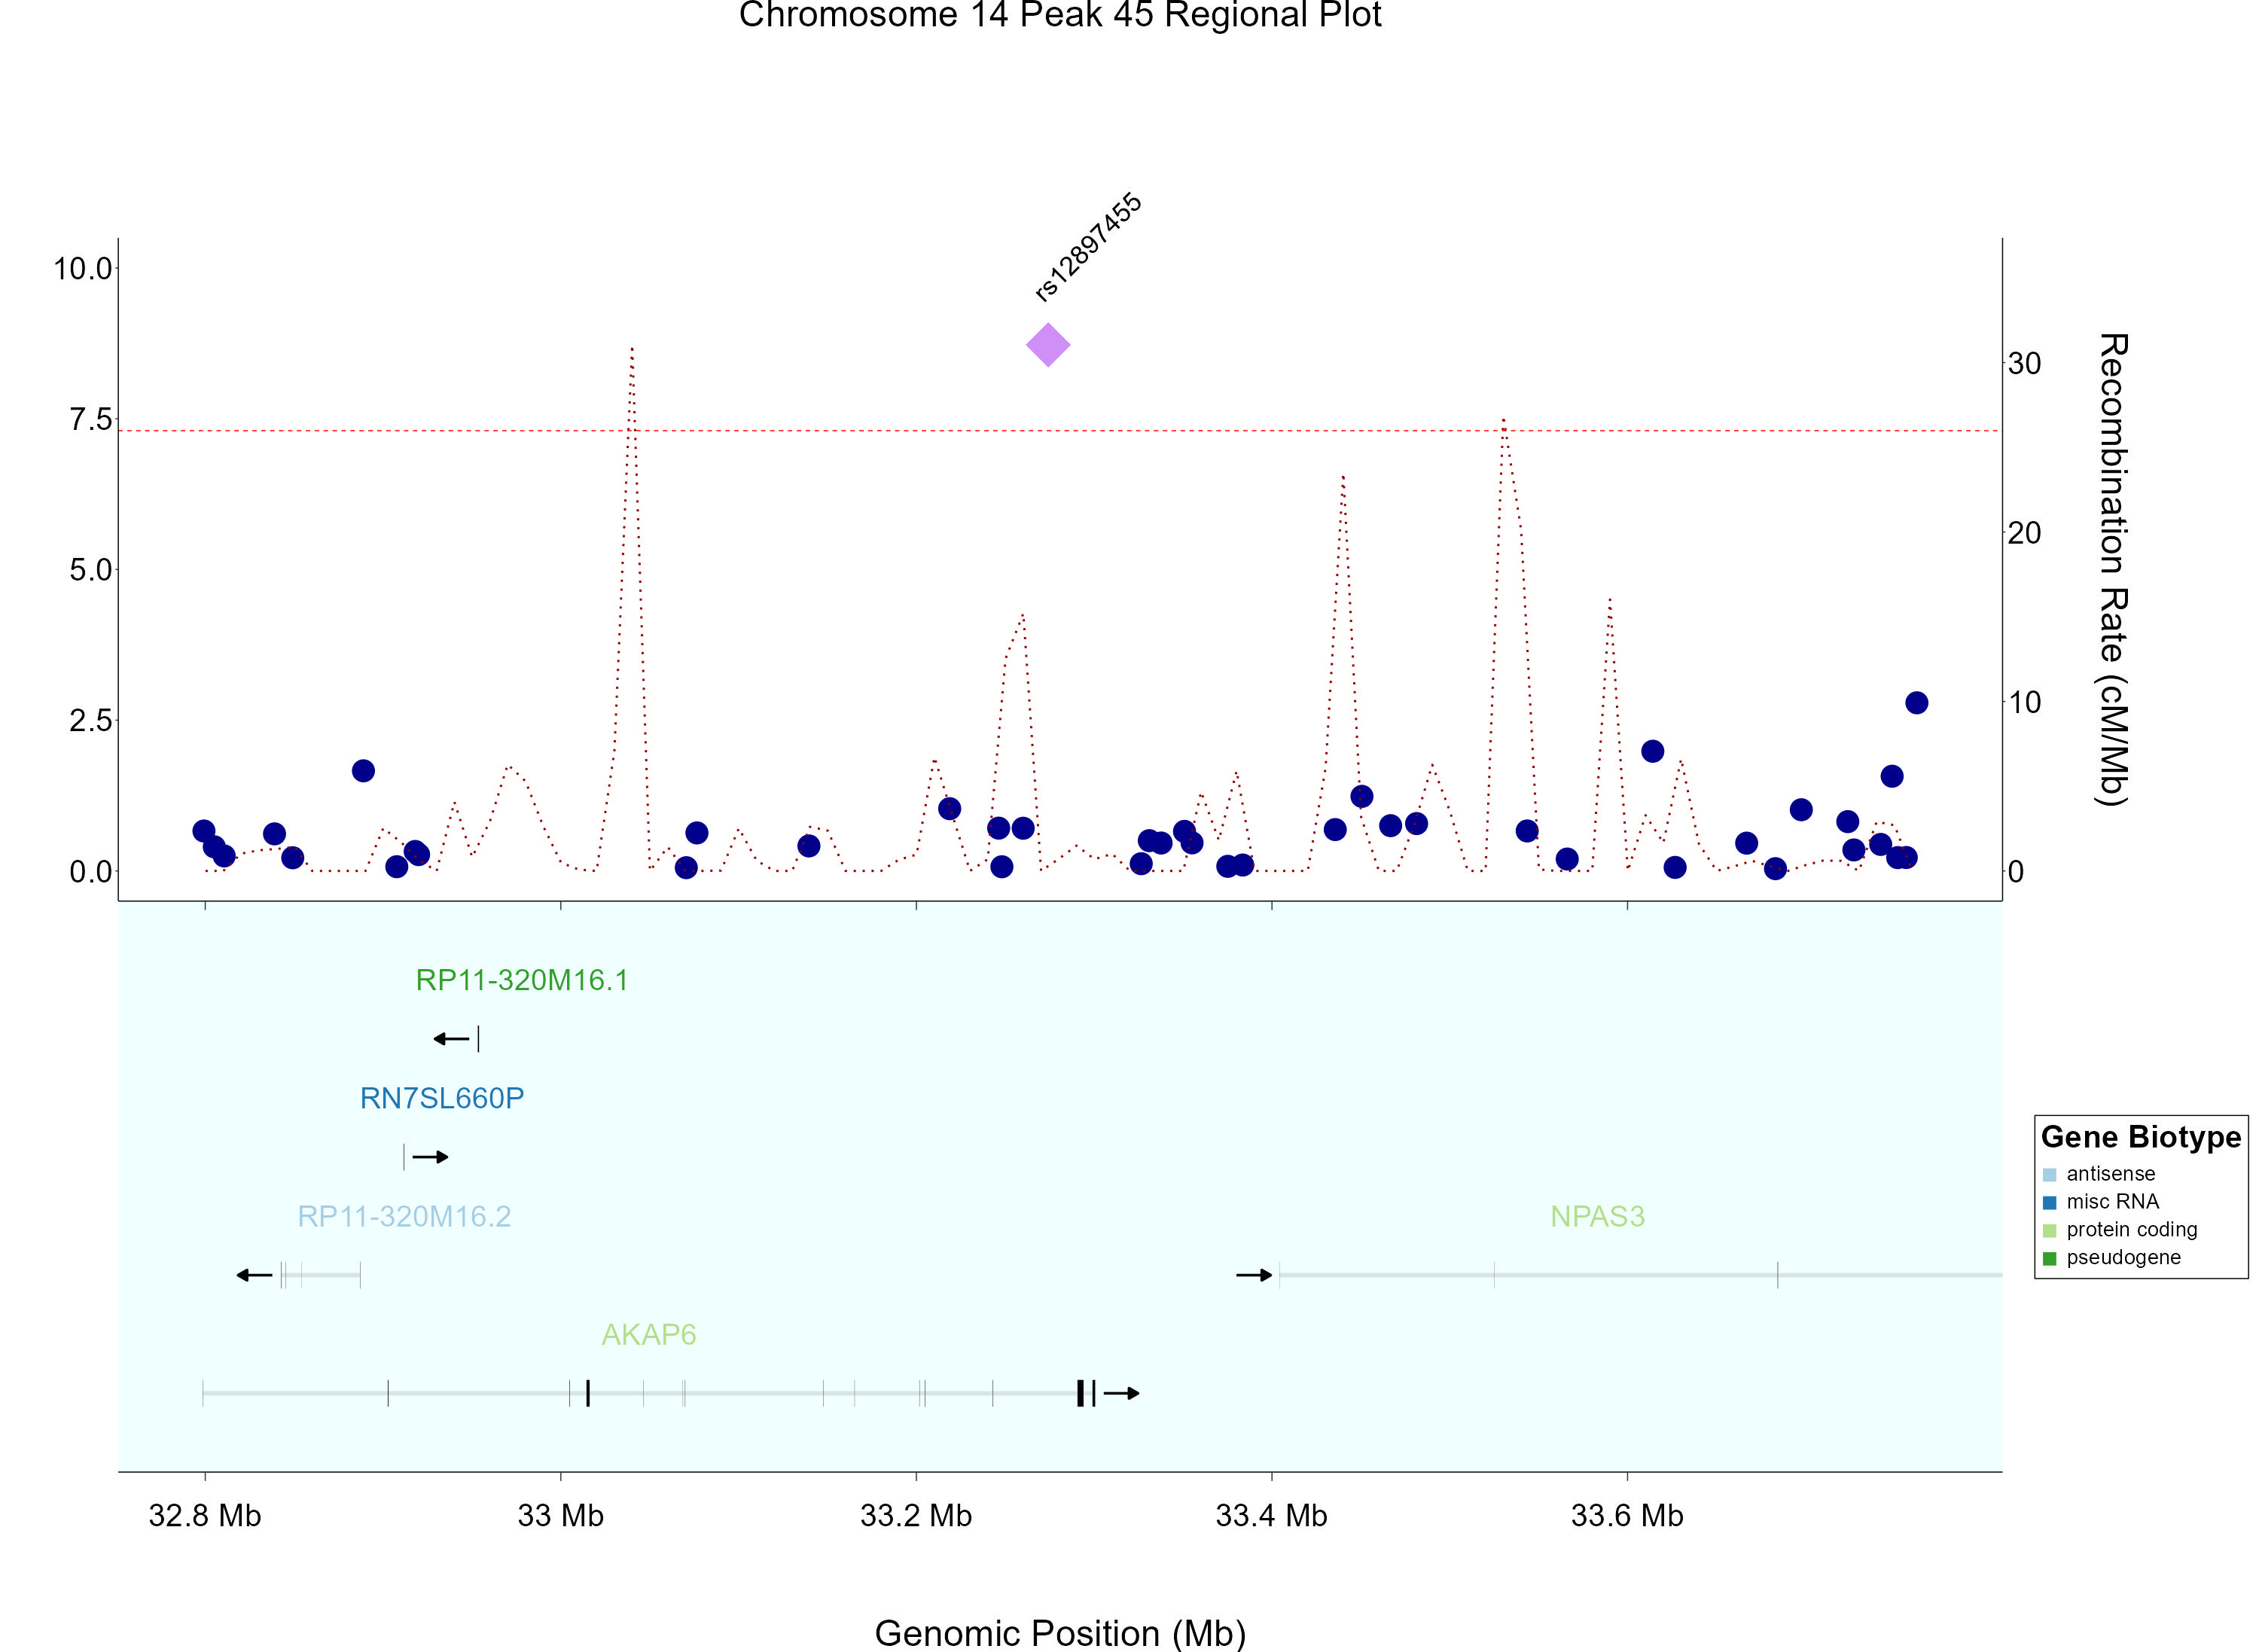 Chromosome 14 Peak 45 Regional Plot
rs12897455
10.0
7.5
5.0
2.5
0.0
30
20
10
0
Recombination Rate (cM/Mb)
RP11-320M16.1
RN7SL660P
RP11-320M16.2
NPAS3
AKAP6
Gene Biotype
antisense
misc RNA
protein coding
pseudogene
32.8 Mb
33 Mb
33.2 Mb
33.4 Mb
33.6 Mb
Genomic Position (Mb)